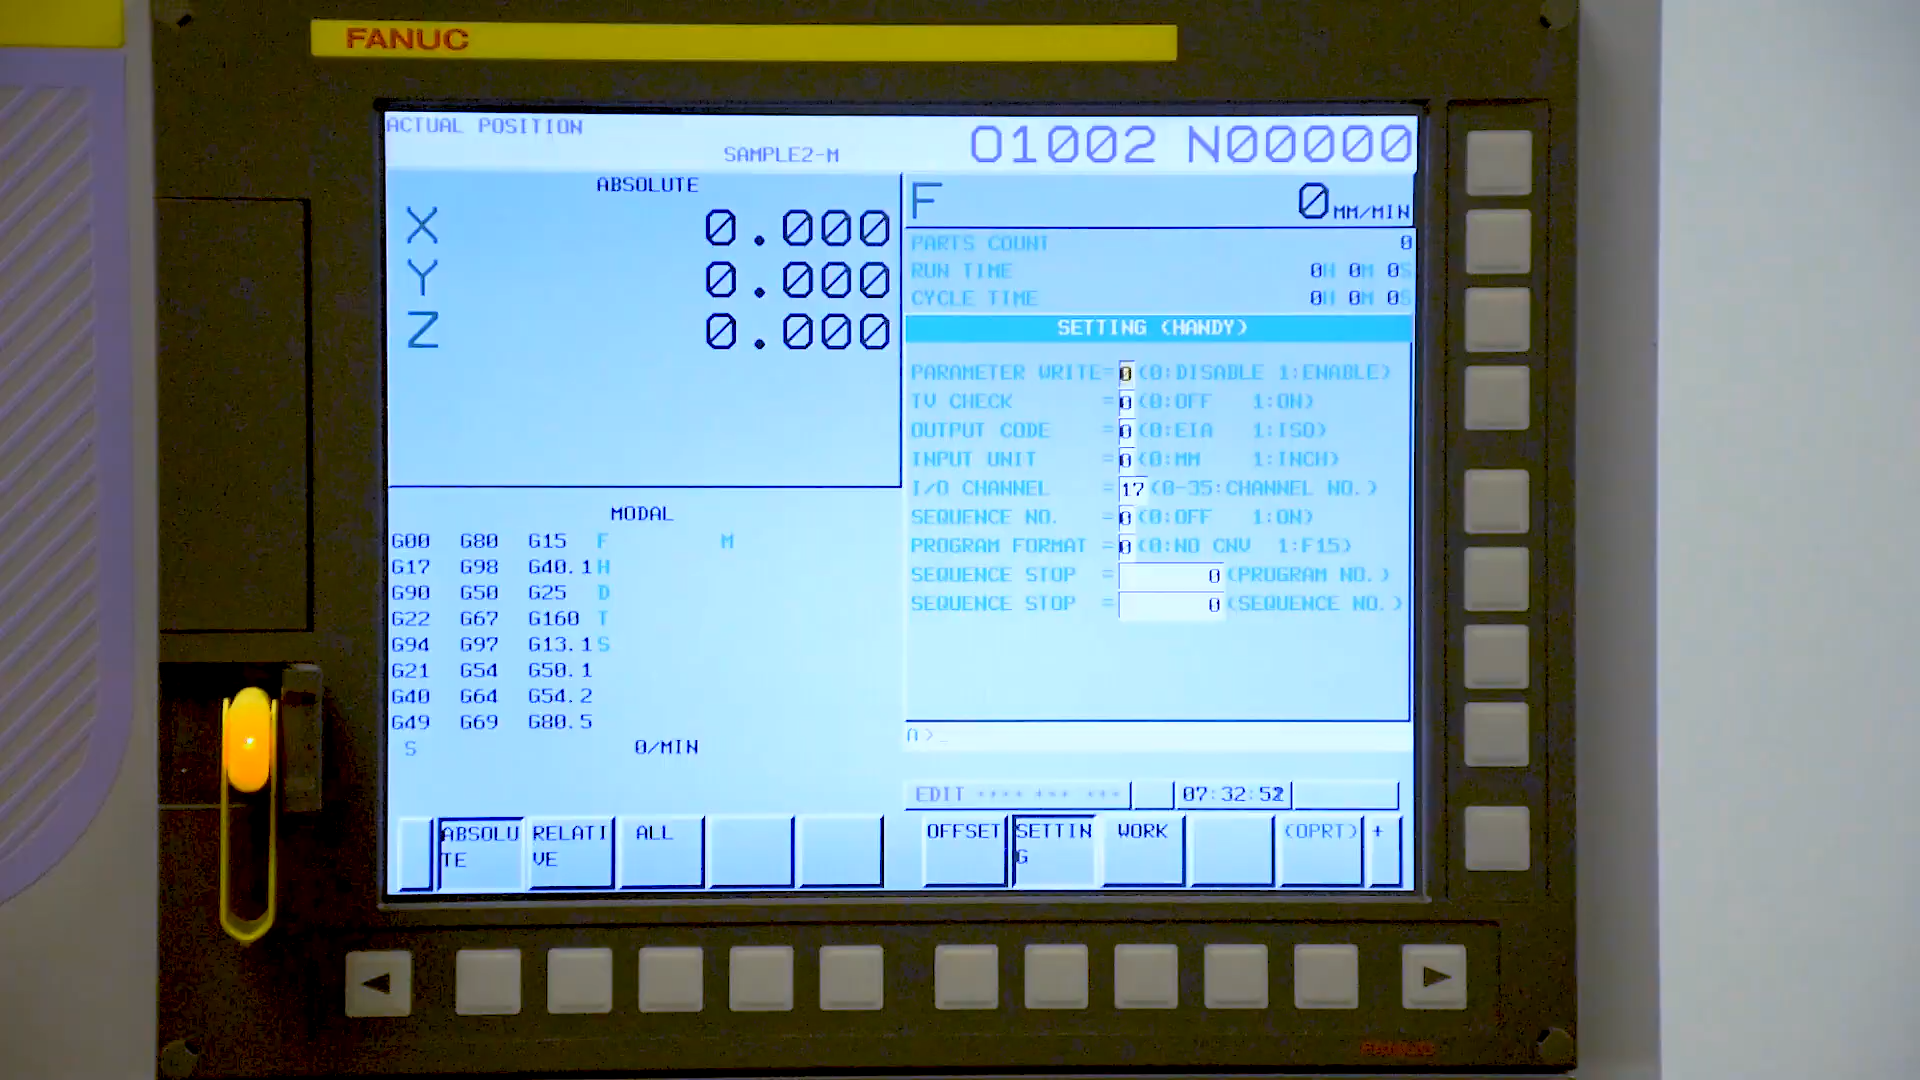 FANUC
ACTUAL POSITION
SAMPLE2-M
O1002 N00000
ABSOLUTE
X 0.000
Y 0.000
Z 0.000
F 0 MM/MIN
PARTS COUNT 0
RUN TIME 0H 0M 0S
CYCLE TIME 0H 0M 0S
SETTING (HANDY)
PARAMETER WRITE=0(0:DISABLE 1:ENABLE)
TV CHECK =0(0:OFF 1:ON)
OUTPUT CODE =0(0:EIA 1:ISO)
INPUT UNIT =0(0:MM 1:INCH)
I/O CHANNEL =17(0-35:CHANNEL NO.)
SEQUENCE NO. =0(0:OFF 1:ON)
PROGRAM FORMAT =0(0:NO CNV 1:F15)
SEQUENCE STOP = 0(PROGRAM NO.)
SEQUENCE STOP = 0(SEQUENCE NO.)
MODAL
G00 G80 G15 F M
G17 G98 G40.1 H
G90 G50 G25 D
G22 G67 G160 T
G94 G97 G13.1 S
G21 G54 G50.1
G40 G64 G54.2
G49 G69 G80.5
S 0/MIN
A>_
EDIT **** *** *** 07:32:52
ABSOLU
TE
RELATI
VE
ALL
OFFSET
SETTIN
G
WORK
(OPRT)
+